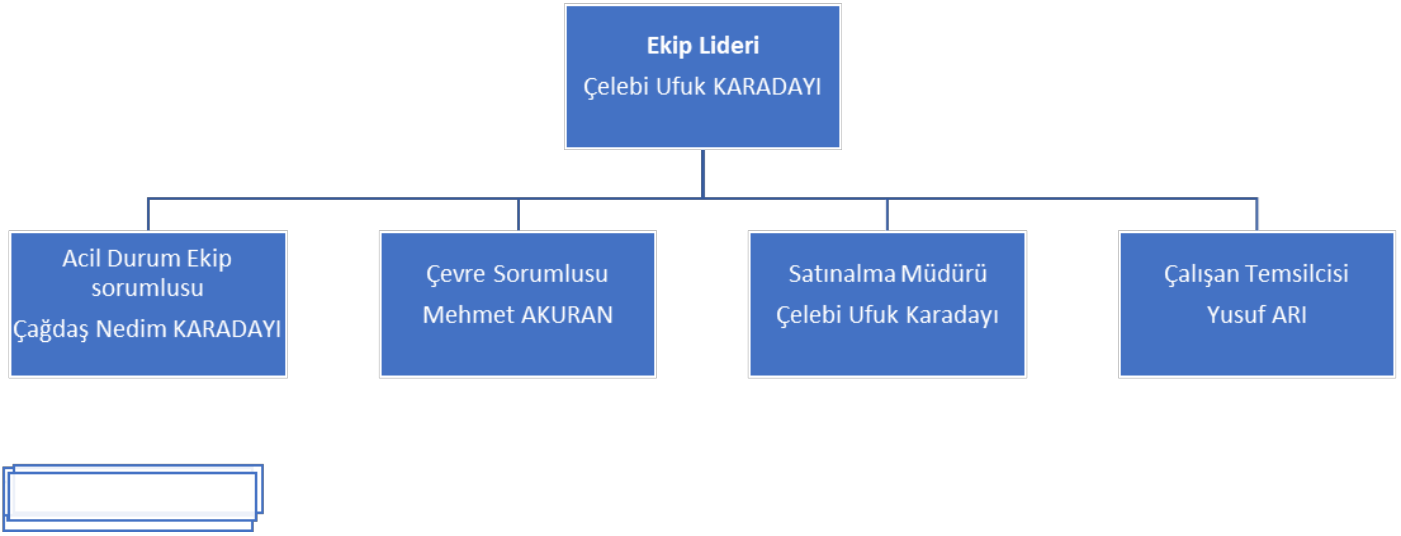 Ekip Lideri
Çelebi Ufuk KARADAYI
Acil Durum Ekip
sorumlusu
Çağdaş Nedim KARADAYI
Çevre Sorumlusu
Mehmet AKURAN
Satınalma Müdürü
Çelebi Ufuk Karadayı
Çalışan Temsilcisi
Yusuf ARI